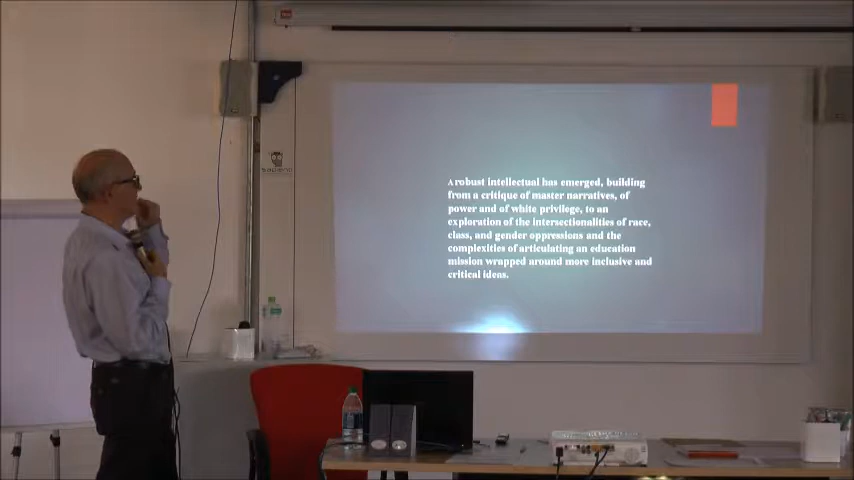 A robust intellectual has emerged, building
from a critique of master narratives, of
power and of white privilege, to an
exploration of the intersectionalities of race,
class, and gender oppressions and the
complexities of articulating an education
mission wrapped around more inclusive and
critical ideas.